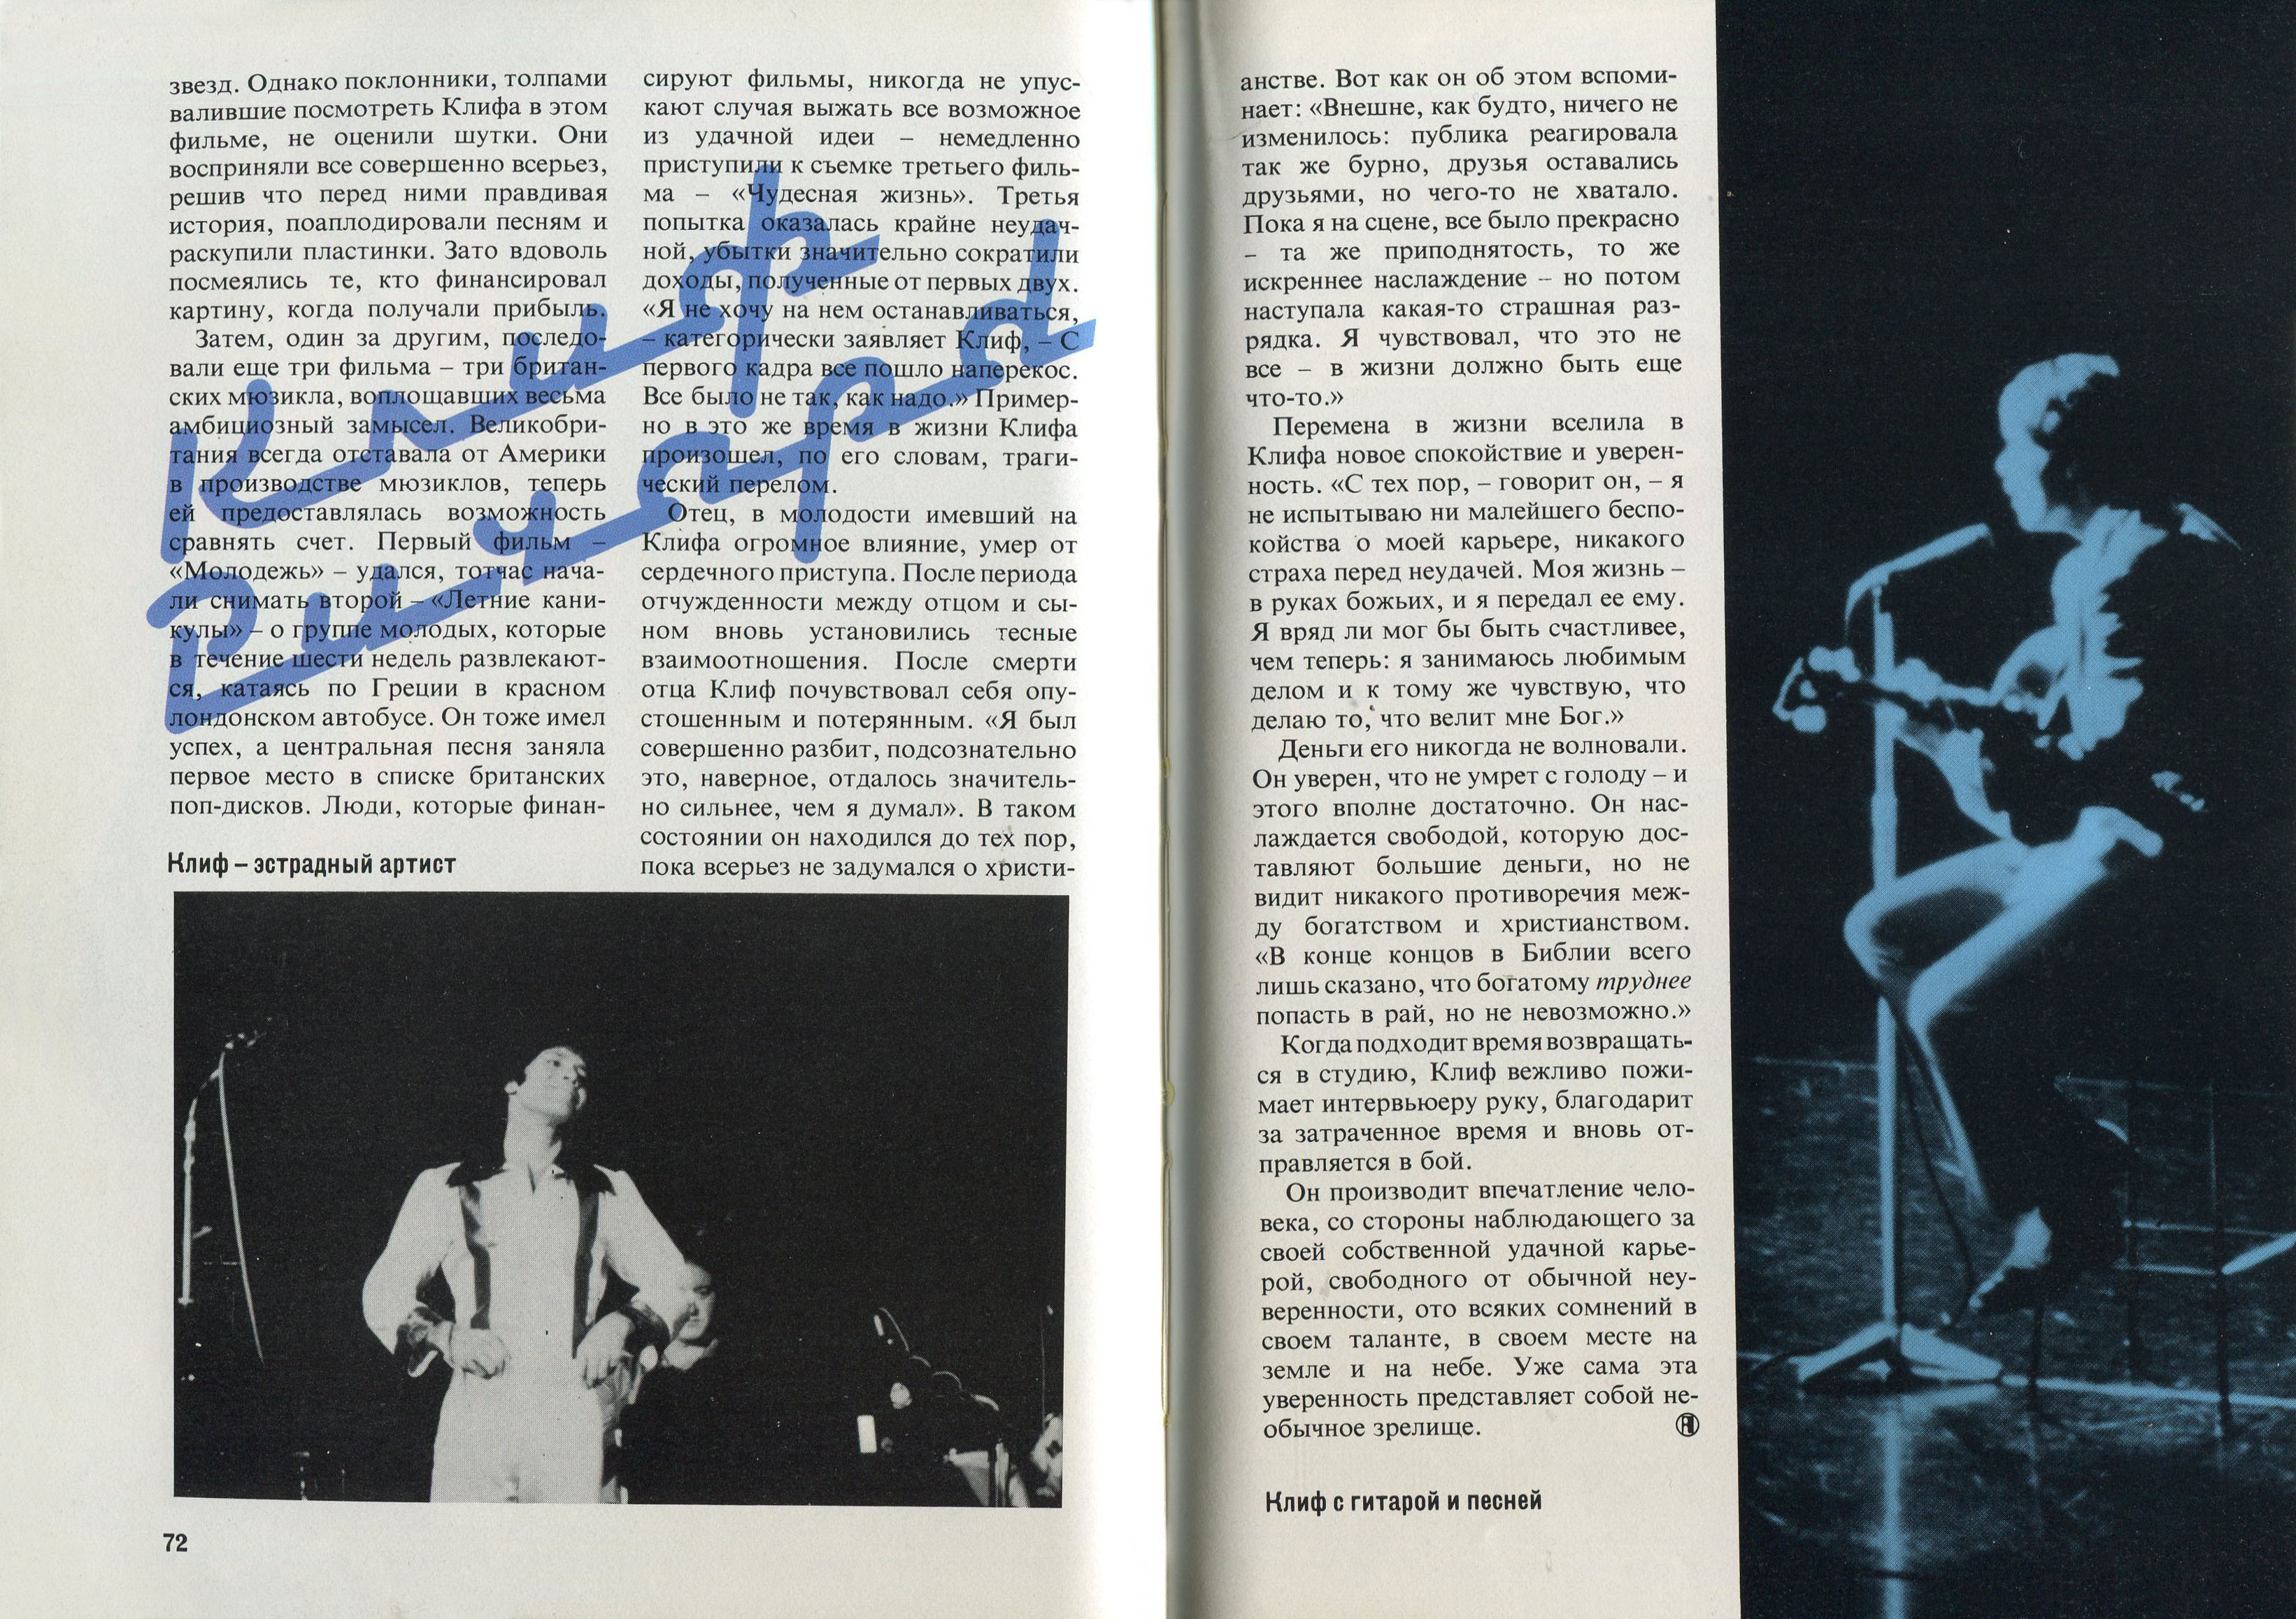 звезд. Однако поклонники, толпами
валившие посмотреть Клифа в этом
фильме, не оценили шутки. Они
восприняли все совершенно всерьез,
решив что перед ними правдивая
история, поаплодировали песням и
раскупили пластинки. Зато вдоволь
посмеялись те, кто финансировал
картину, когда получали прибыль.
Затем, один за другим, последо-
вали еще три фильма – три британ-
ских мюзикла, воплощавших весьма
амбициозный замысел. Великобри-
тания всегда отставала от Америки
в производстве мюзиклов, теперь
ей предоставлялась возможность
сравнять счет. Первый фильм –
«Молодежь» – удался, тотчас нача-
ли снимать второй – «Летние кани-
кулы» – о группе молодых, которые
в течение шести недель развлекают-
ся, катаясь по Греции в красном
лондонском автобусе. Он тоже имел
успех, а центральная песня заняла
первое место в списке британских
поп-дисков. Люди, которые финан-
Клиф – эстрадный артист
72
сируют фильмы, никогда не упус-
кают случая выжать все возможное
из удачной идеи – немедленно
приступили к съемке третьего филь-
ма – «Чудесная жизнь». Третья
попытка оказалась крайне неудач-
ной, убытки значительно сократили
доходы, полученные от первых двух.
«Я не хочу на нем останавливаться,
– категорически заявляет Клиф, – С
первого кадра все пошло наперекос.
Все было не так, как надо.» Пример-
но в это же время в жизни Клифа
произошел, по его словам, траги-
ческий перелом.
Отец, в молодости имевший на
Клифа огромное влияние, умер от
сердечного приступа. После периода
отчужденности между отцом и сы-
ном вновь установились тесные
взаимоотношения. После смерти
отца Клиф почувствовал себя опу-
стошенным и потерянным. «Я был
совершенно разбит, подсознательно
это, наверное, отдалось значитель-
но сильнее, чем я думал». В таком
состоянии он находился до тех пор,
пока всерьез не задумался о христи-
Клиф
Ричард
анстве. Вот как он об этом вспоми-
нает: «Внешне, как будто, ничего не
изменилось: публика реагировала
так же бурно, друзья оставались
друзьями, но чего-то не хватало.
Пока я на сцене, все было прекрасно
– та же приподнятость, то же
искреннее наслаждение – но потом
наступала какая-то страшная раз-
рядка. Я чувствовал, что это не
все – в жизни должно быть еще
что-то.»
Перемена в жизни вселила в
Клифа новое спокойствие и уверен-
ность. «С тех пор, – говорит он, – я
не испытываю ни малейшего беспо-
койства о моей карьере, никакого
страха перед неудачей. Моя жизнь –
в руках божьих, и я передал ее ему.
Я вряд ли мог бы быть счастливее,
чем теперь: я занимаюсь любимым
делом и к тому же чувствую, что
делаю то, что велит мне Бог.»
Деньги его никогда не волновали.
Он уверен, что не умрет с голоду – и
этого вполне достаточно. Он нас-
лаждается свободой, которую дос-
тавляют большие деньги, но не
видит никакого противоречия меж-
ду богатством и христианством.
«В конце концов в Библии всего
лишь сказано, что богатому труднее
попасть в рай, но не невозможно.»
Когда подходит время возвращать-
ся в студию, Клиф вежливо пожи-
мает интервьюеру руку, благодарит
за затраченное время и вновь от-
правляется в бой.
Он производит впечатление чело-
века, со стороны наблюдающего за
своей собственной удачной карье-
рой, свободного от обычной неу-
веренности, ото всяких сомнений в
своем таланте, в своем месте на
земле и на небе. Уже сама эта
уверенность представляет собой не-
обычное зрелище.
Клиф с гитарой и песней